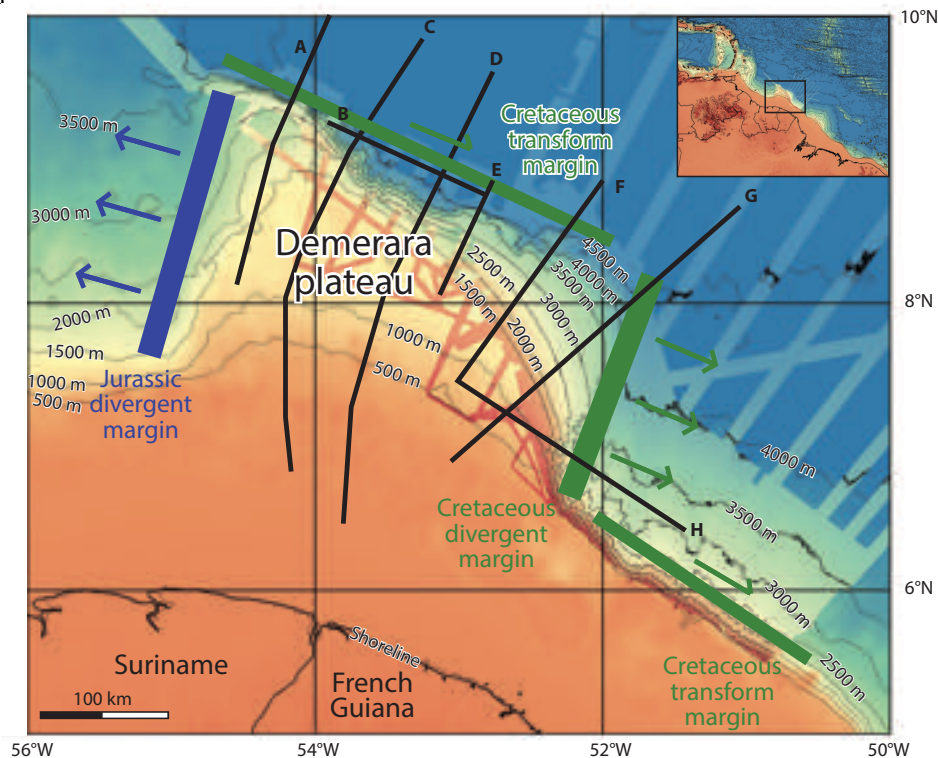 10°N
A
C
D
B
E
F
G
H
3500 m
3000 m
2000 m
1500 m
1000 m
500 m
Jurassic
divergent
margin
Demerara
plateau
Cretaceous
transform
margin
4500 m
4000 m
3500 m
3000 m
2500 m
2000 m
1500 m
1000 m
500 m
8°N
4000 m
3500 m
3000 m
2500 m
Cretaceous
divergent
margin
6°N
Cretaceous
transform
margin
Shoreline
Suriname
French
Guiana
100 km
56°W
54°W
52°W
50°W